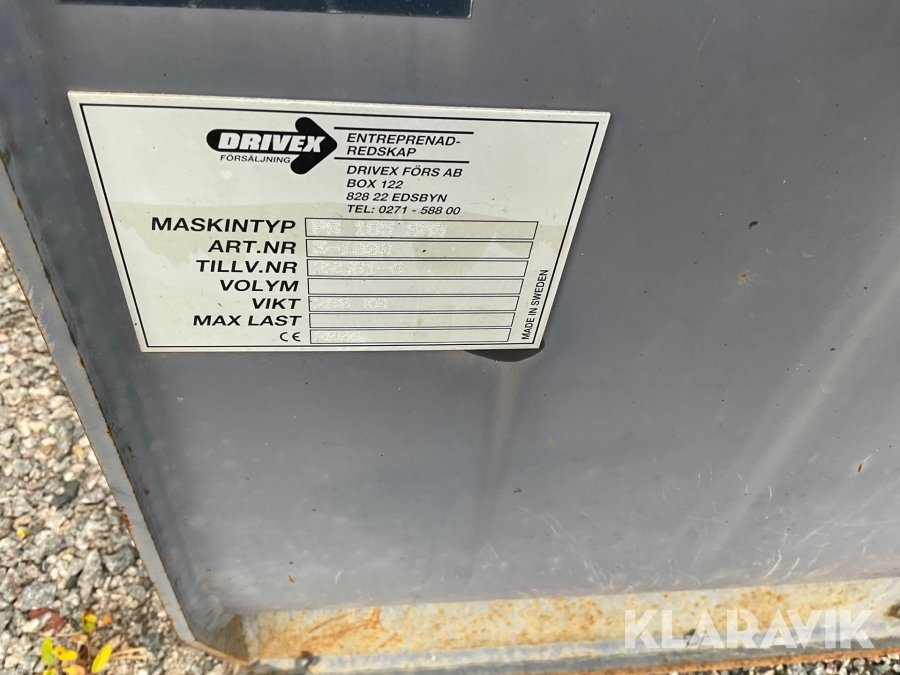 DRIVEX
FÖRSÄLJNING
ENTREPRENAD-
REDSKAP
DRIVEX FÖRS AB
BOX 122
828 22 EDSBYN
TEL: 0271 - 588 00
MASKINTYP
ART.NR
TILLV.NR
VOLYM
VIKT
MAX LAST
CE
MADE IN SWEDEN
KLARAVIK